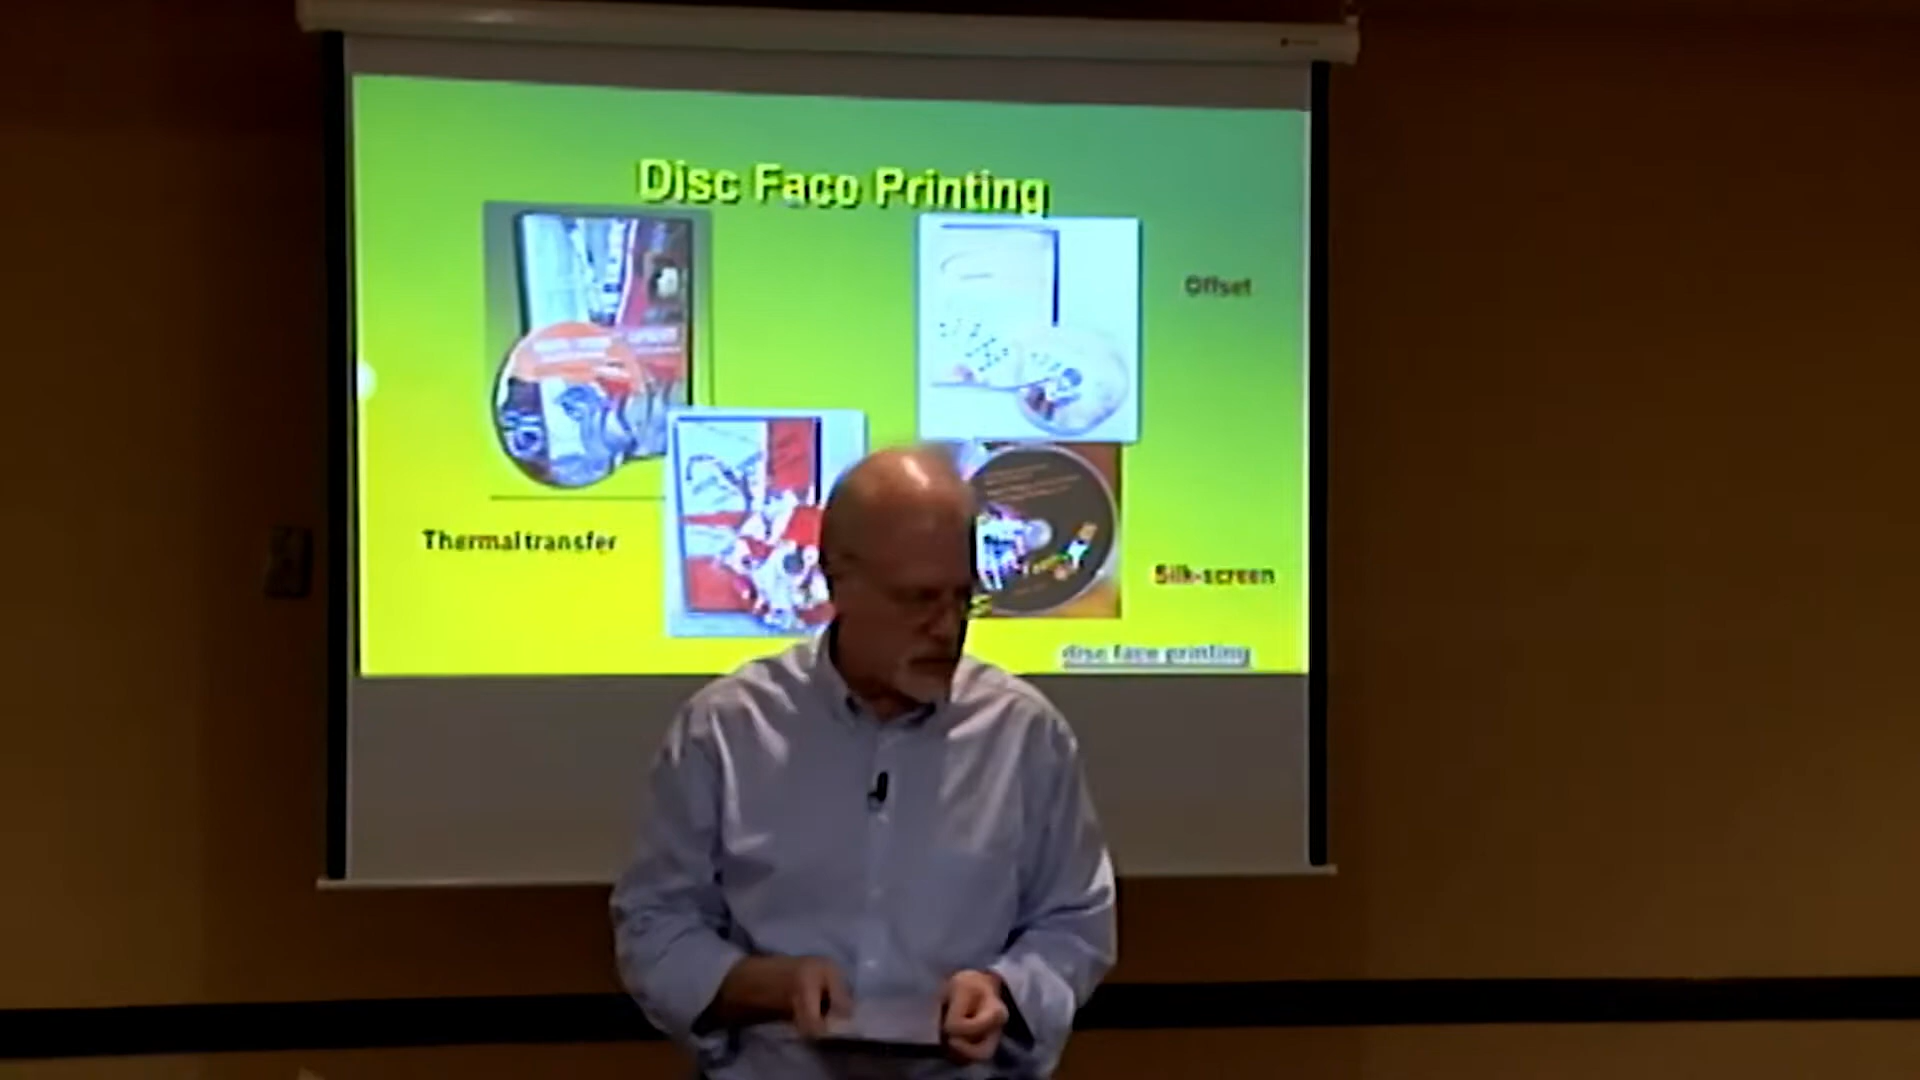 Disc Face Printing
Offset
Thermal transfer
Silk-screen
disc face printing